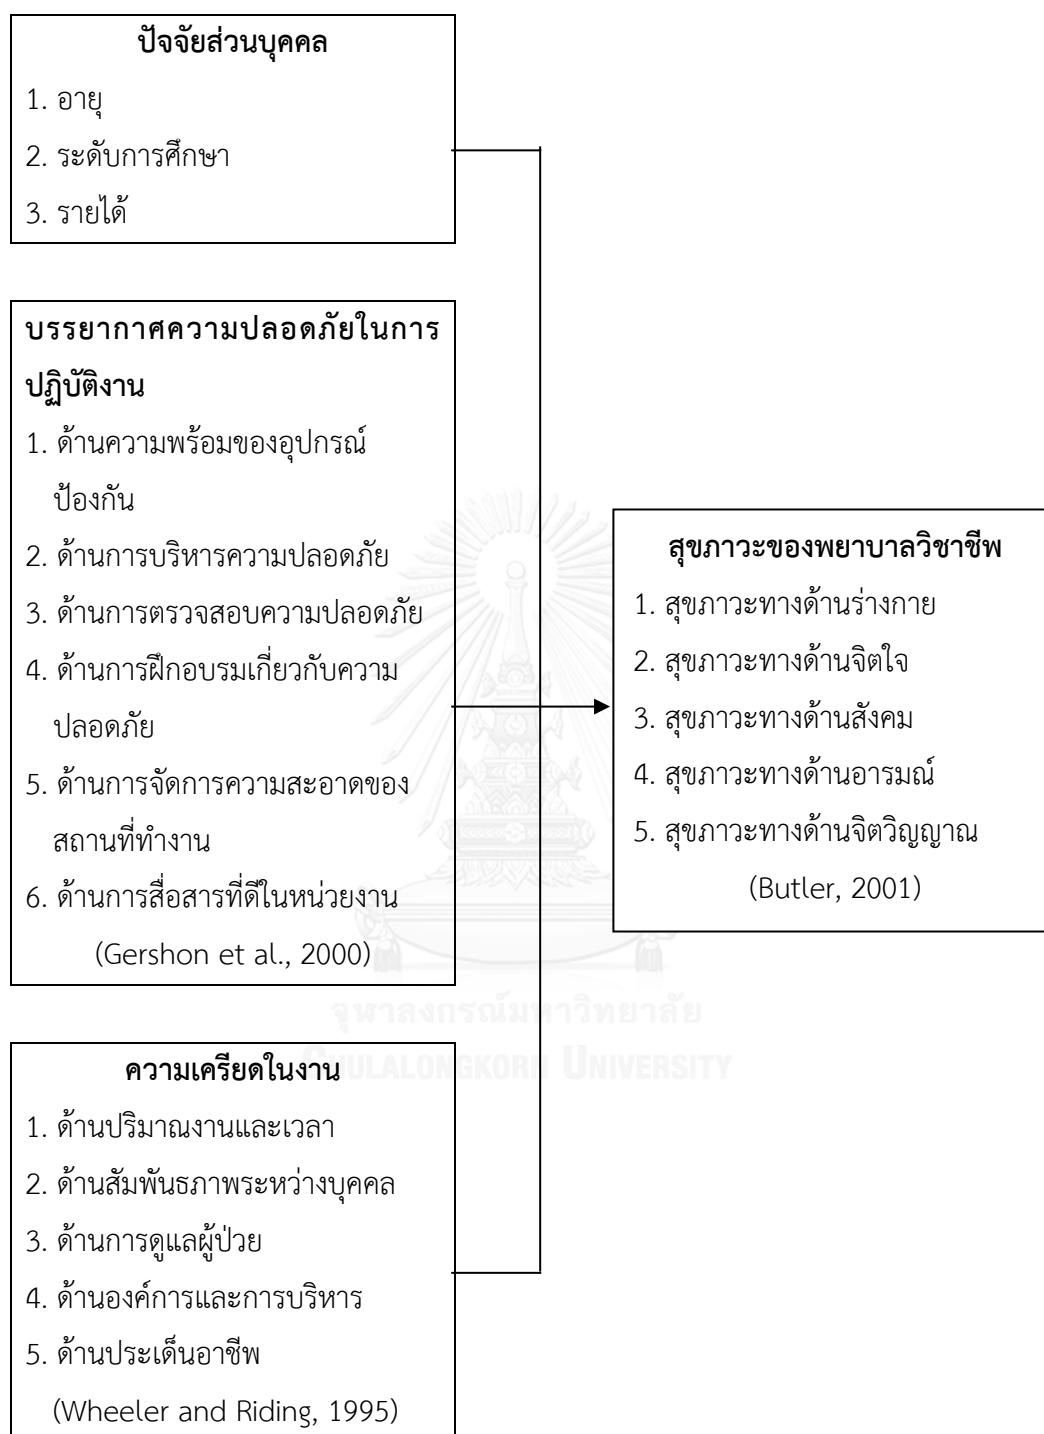 ปัจจัยส่วนบุคคล
1. อายุ
2. ระดับการศึกษา
3. รายได้
บรรยากาศความปลอดภัยในการ
ปฏิบัติงาน
1. ด้านความพร้อมของอุปกรณ์
ป้องกัน
2. ด้านการบริหารความปลอดภัย
3. ด้านการตรวจสอบความปลอดภัย
4. ด้านการฝึกอบรมเกี่ยวกับความ
ปลอดภัย
5. ด้านการจัดการความสะอาดของ
สถานที่ทำงาน
6. ด้านการสื่อสารที่ดีในหน่วยงาน
(Gershon et al., 2000)
ความเครียดในงาน
1. ด้านปริมาณงานและเวลา
2. ด้านสัมพันธภาพระหว่างบุคคล
3. ด้านการดูแลผู้ป่วย
4. ด้านองค์การและการบริหาร
5. ด้านประเด็นอาชีพ
(Wheeler and Riding, 1995)
สุขภาวะของพยาบาลวิชาชีพ
1. สุขภาวะทางด้านร่างกาย
2. สุขภาวะทางด้านจิตใจ
3. สุขภาวะทางด้านสังคม
4. สุขภาวะทางด้านอารมณ์
5. สุขภาวะทางด้านจิตวิญญาณ
(Butler, 2001)
จุฬาลงกรณ์มหาวิทยาลัย
CHULALONGKORN UNIVERSITY